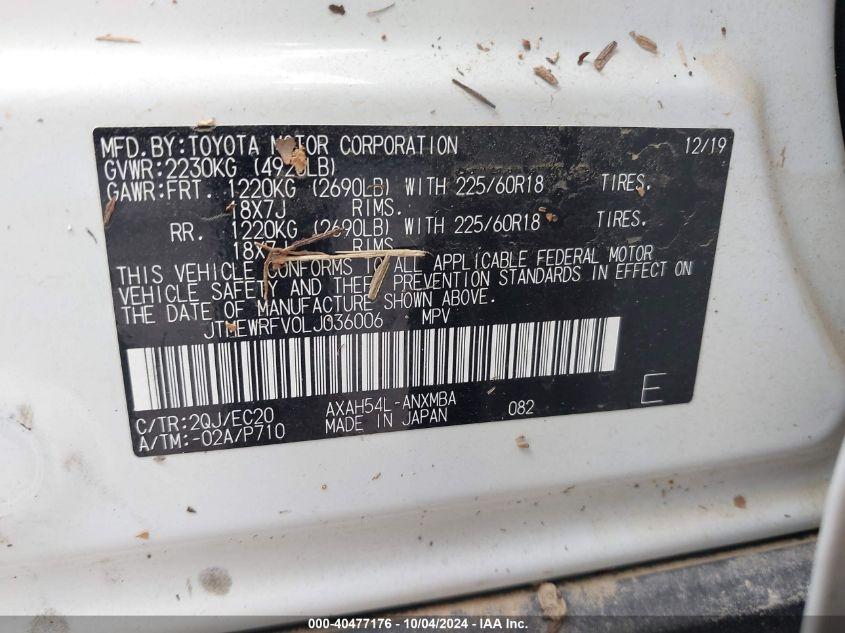 MFD.BY:TOYOTA MOTOR CORPORATION 12/19
GVWR:2230KG (4920LB)
GAWR:FRT. 1220KG (2690LB) WITH 225/60R18 TIRES.
18X7J RIMS.
RR. 1220KG (2690LB) WITH 225/60R18 TIRES.
18X7J RIMS
THIS VEHICLE CONFORMS TO ALL APPLICABLE FEDERAL MOTOR
VEHICLE SAFETY AND THEFT PREVENTION STANDARDS IN EFFECT ON
THE DATE OF MANUFACTURE SHOWN ABOVE.
JTMEWRFV0LJ036006 MPV
C/TR:2QJ/EC20 AXAH54L-ANXMBA 082 E
A/TM:-02A/P710 MADE IN JAPAN
000-40477176 - 10/04/2024 - IAA Inc.